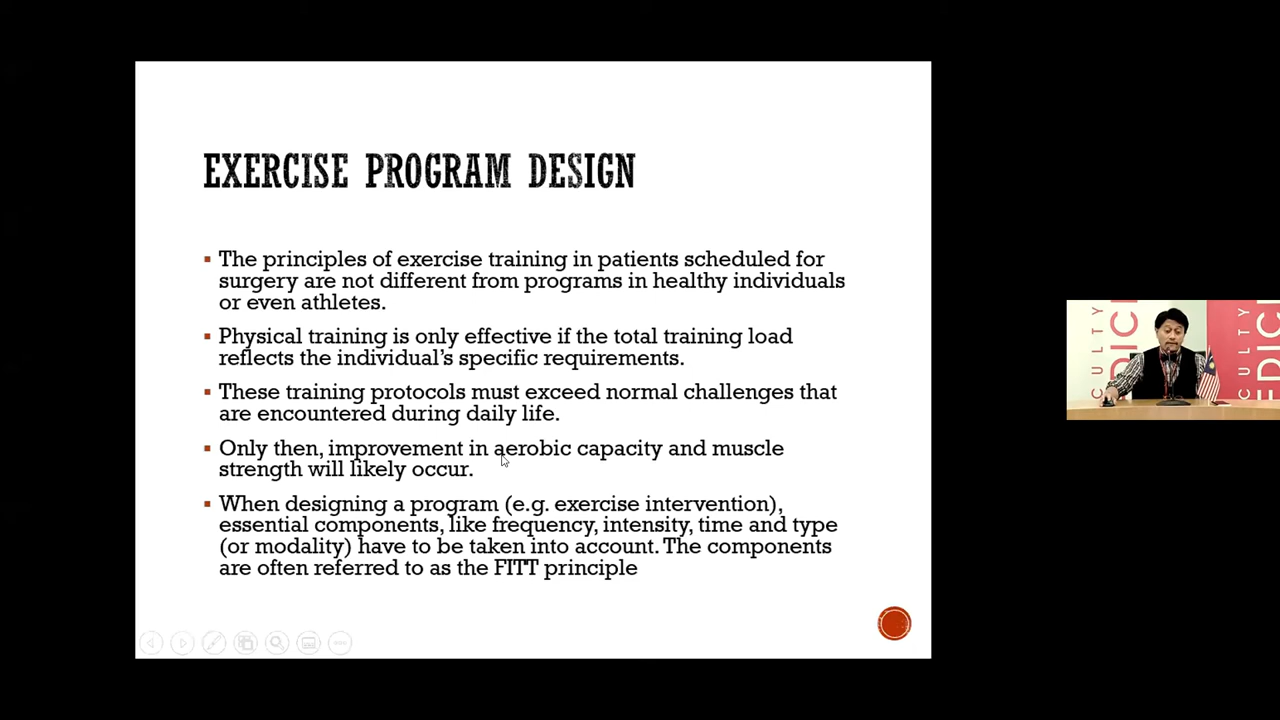 EXERCISE PROGRAM DESIGN
▪ The principles of exercise training in patients scheduled for
surgery are not different from programs in healthy individuals
or even athletes.
▪ Physical training is only effective if the total training load
reflects the individual's specific requirements.
▪ These training protocols must exceed normal challenges that
are encountered during daily life.
▪ Only then, improvement in aerobic capacity and muscle
strength will likely occur.
▪ When designing a program (e.g. exercise intervention),
essential components, like frequency, intensity, time and type
(or modality) have to be taken into account. The components
are often referred to as the FITT principle
CULTY
EDICI
CULTY
EDICI